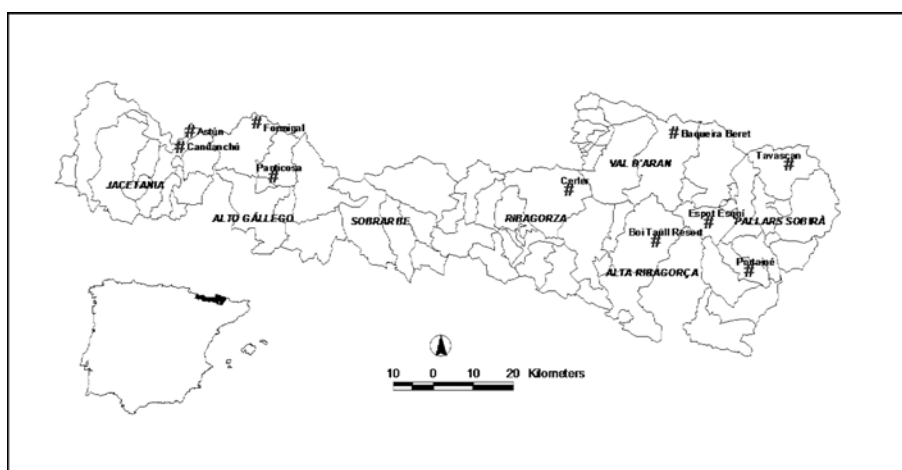 # Astún
# Formigal
# Candanchú
Panticosa
#
JACETANIA
ALTO GÁLLEGO
SOBRARBE
RIBAGORZA
Cerler
#
VAL D'ARAN
# Baqueira Beret
Tavascan
#
Espot Esquí
#
PALLARS SOBIRÀ
Boí Taüll Resort
#
ALTA RIBAGORÇA
Portainé
#
10 0 10 20 Kilometers